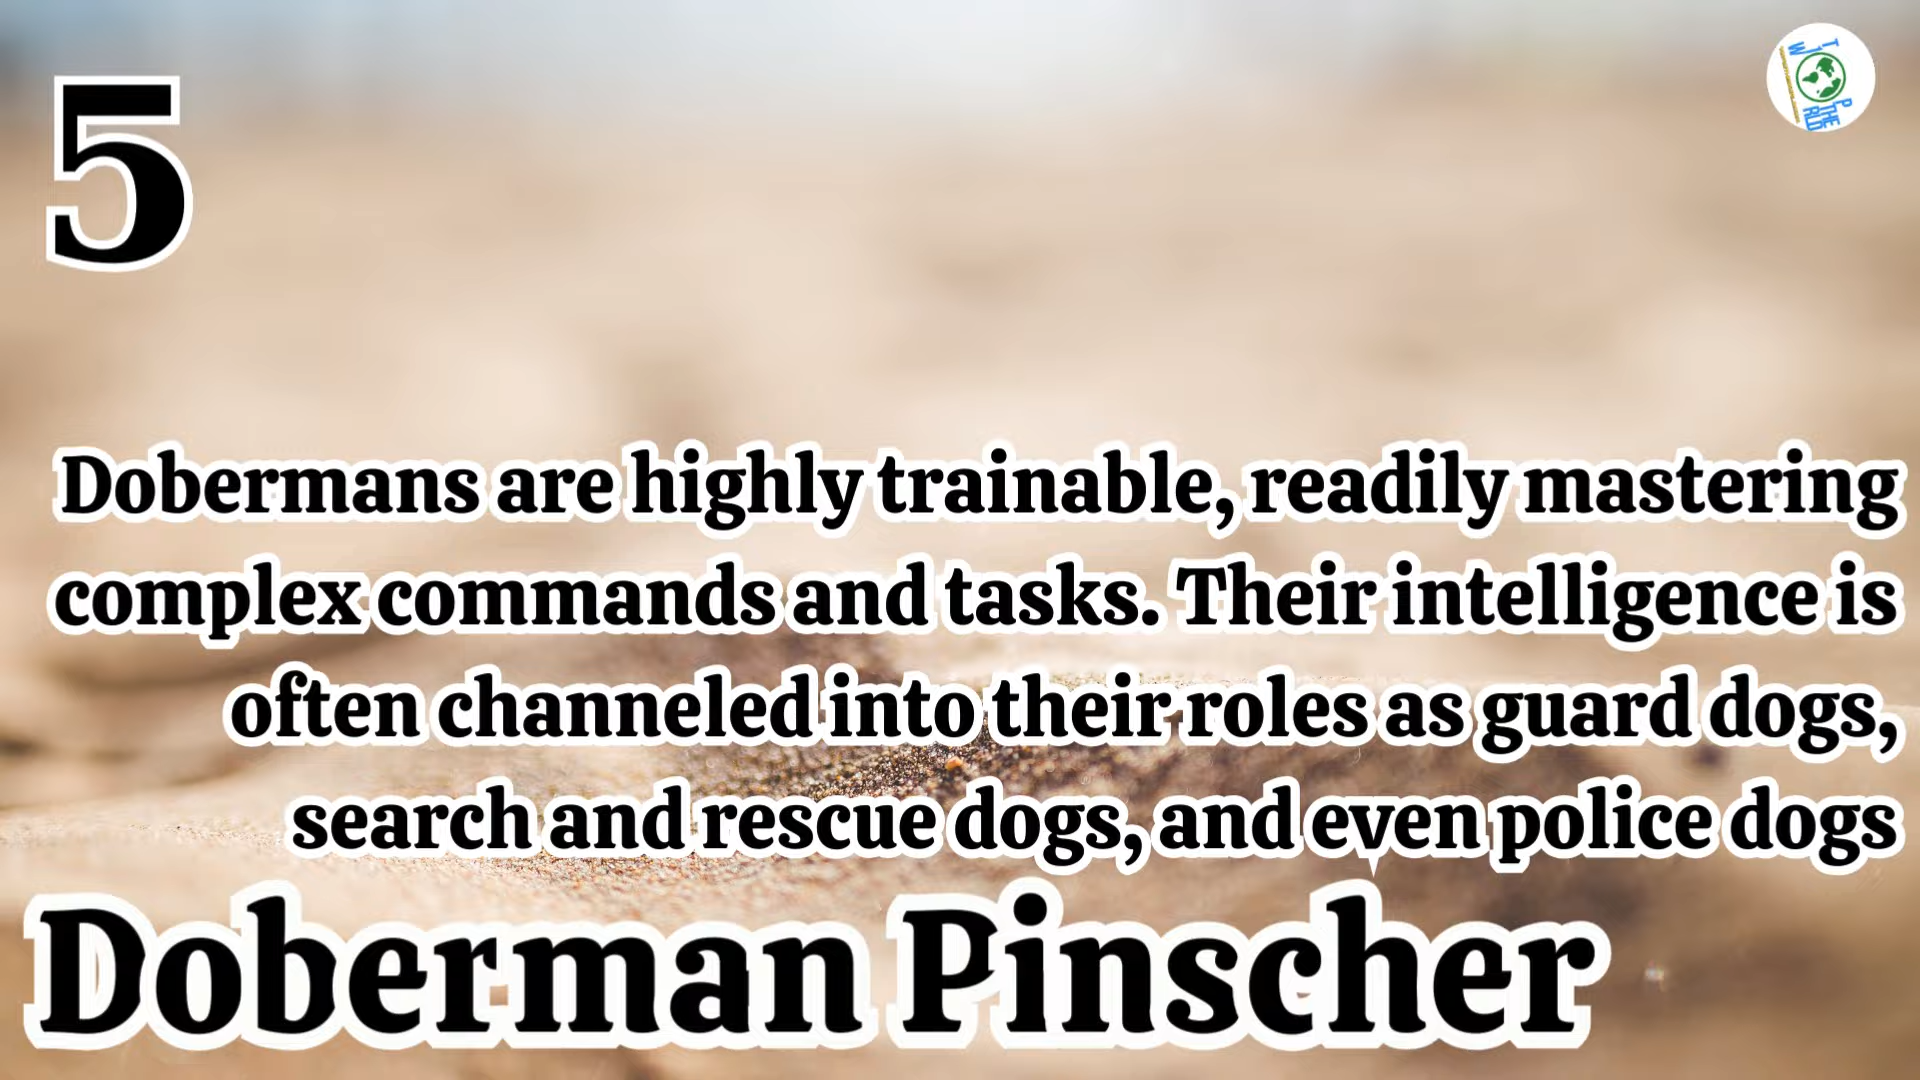 5
Dobermans are highly trainable, readily mastering
complex commands and tasks. Their intelligence is
often channeled into their roles as guard dogs,
search and rescue dogs, and even police dogs
Doberman Pinscher